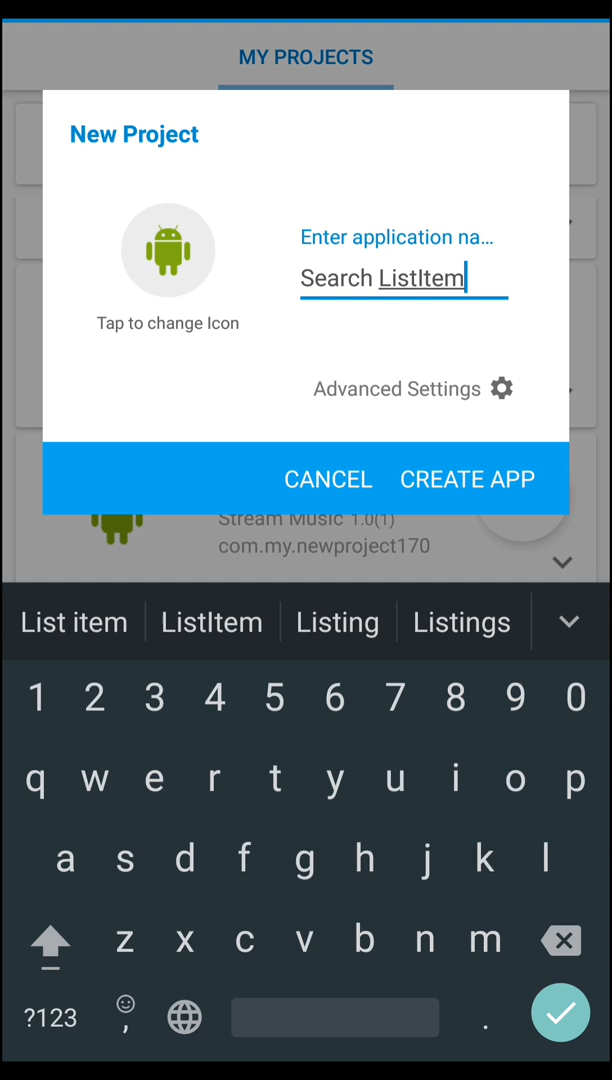 MY PROJECTS
New Project
Enter application na...
Search ListItem
Tap to change Icon
Advanced Settings
CANCEL CREATE APP
Stream Music 1.0(1)
com.my.newproject170
List item ListItem Listing Listings
1 2 3 4 5 6 7 8 9 0
q w e r t y u i o p
a s d f g h j k l
z x c v b n m
?123 , .